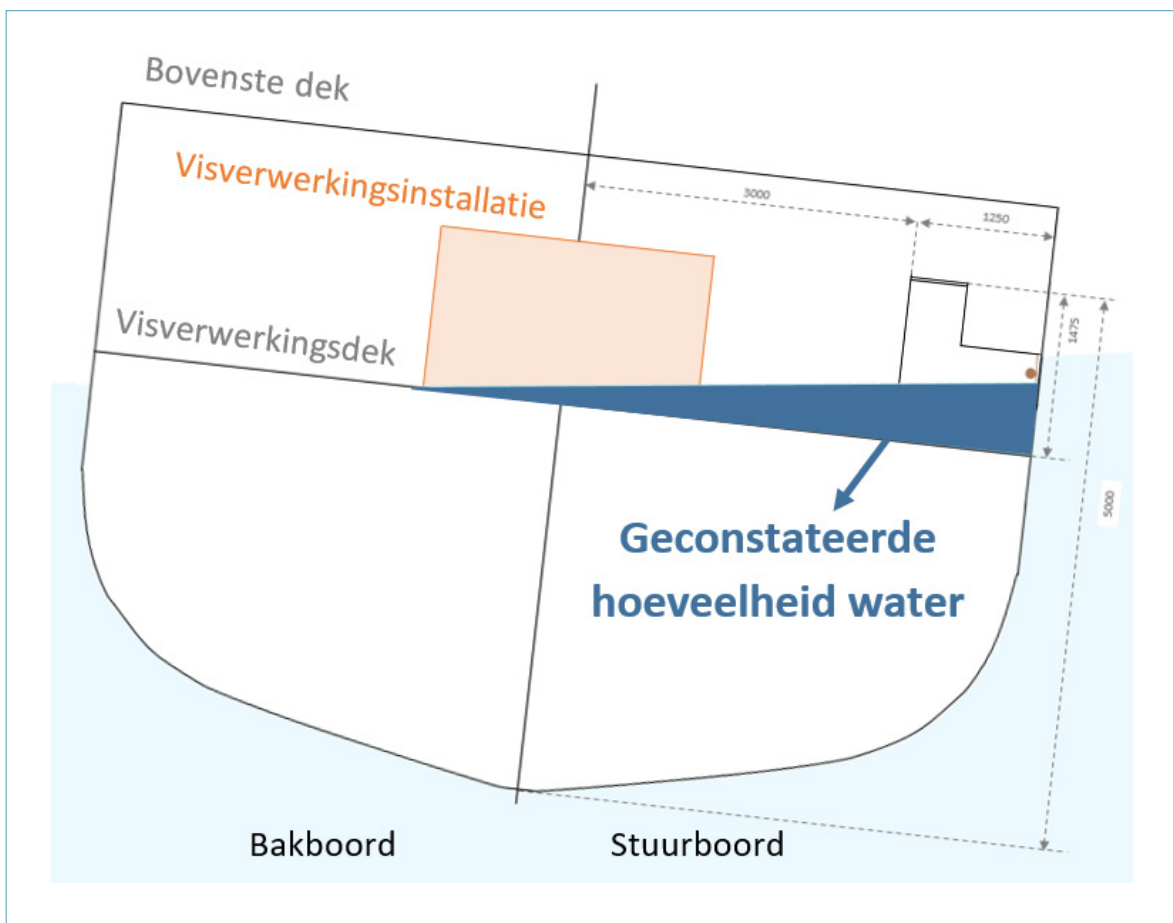 Bovenste dek
Visverwerkingsinstallatie
3000
1250
Visverwerkingsdek
1475
5000
Geconstateerde
hoeveelheid water
Bakboord
Stuurboord